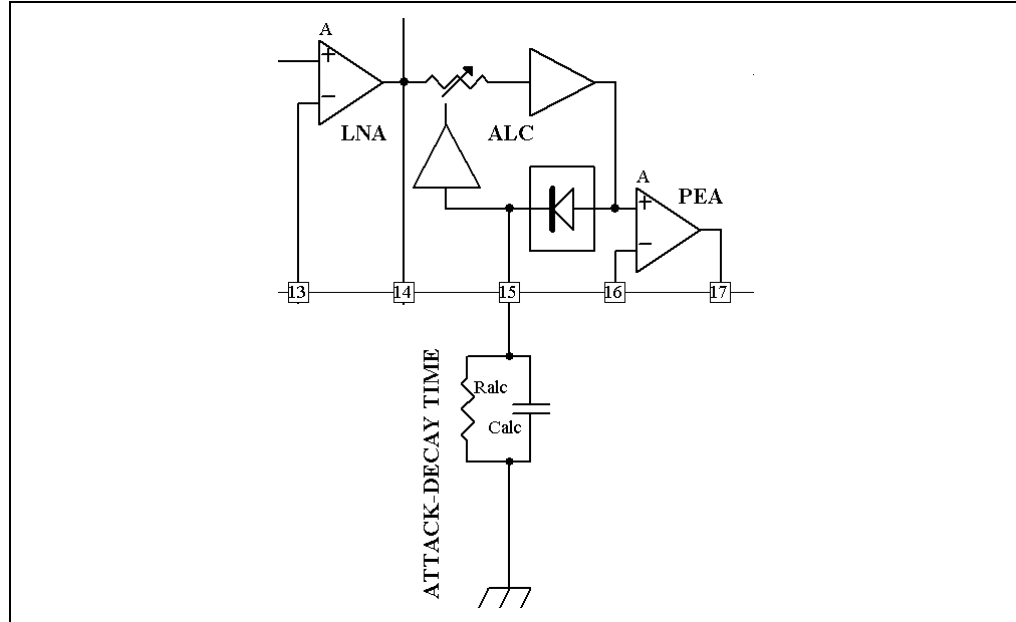 A
+
−
LNA
ALC
A
PEA
+
−
13
14
15
16
17
ATTACK-DECAY TIME
Ralc
Calc